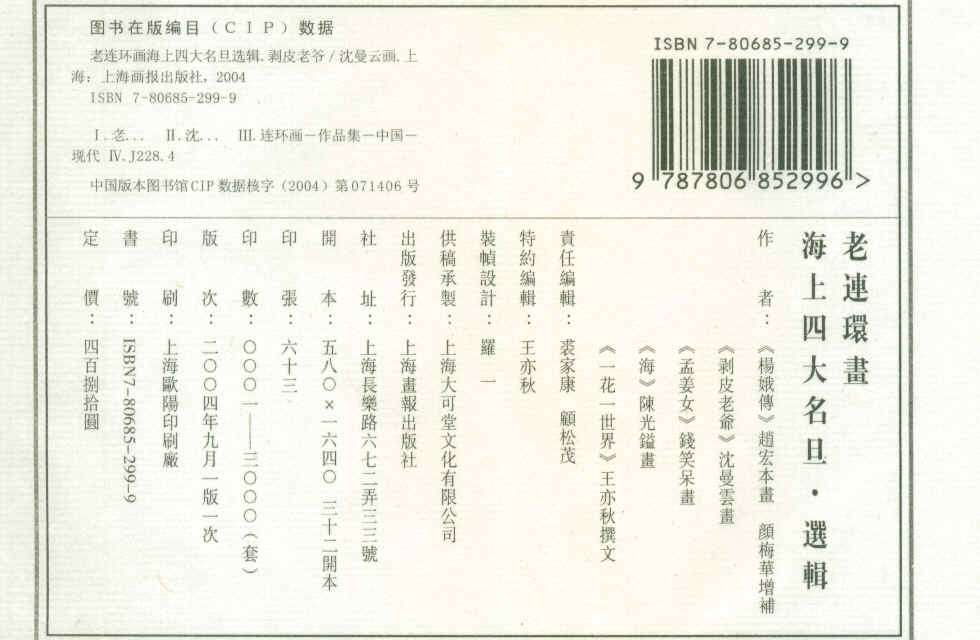 图书在版编目(CIP)数据
老连环画海上四大名旦选辑.剥皮老爷/沈曼云画.上
海:上海画报出版社,2004
ISBN 7-80685-299-9
Ⅰ.老... Ⅱ.沈... Ⅲ.连环画－作品集－中国－
现代 Ⅳ.J228.4
中国版本图书馆CIP数据核字(2004)第071406号
ISBN 7-80685-299-9
9 787806 852996 >
老連環畫
海上四大名旦·選輯
作者:《楊娥傳》趙宏本畫 顔梅華增補
《剥皮老爺》沈曼雲畫
《孟姜女》錢笑呆畫
《海》陳光鎰畫
《一花一世界》王亦秋撰文
責任編輯:裘家康 顧松茂
特約編輯:王亦秋
裝幀設計:羅一
供稿承製:上海大可堂文化有限公司
出版發行:上海畫報出版社
社址:上海長樂路六七二弄三三號
開本:五八〇×一六四〇 三十二開本
印張:六十三
印數:〇〇〇一——三〇〇〇(套)
版次:二〇〇四年九月一版一次
印刷:上海歐陽印刷廠
書號:ISBN7-80685-299-9
定價:四百捌拾圓